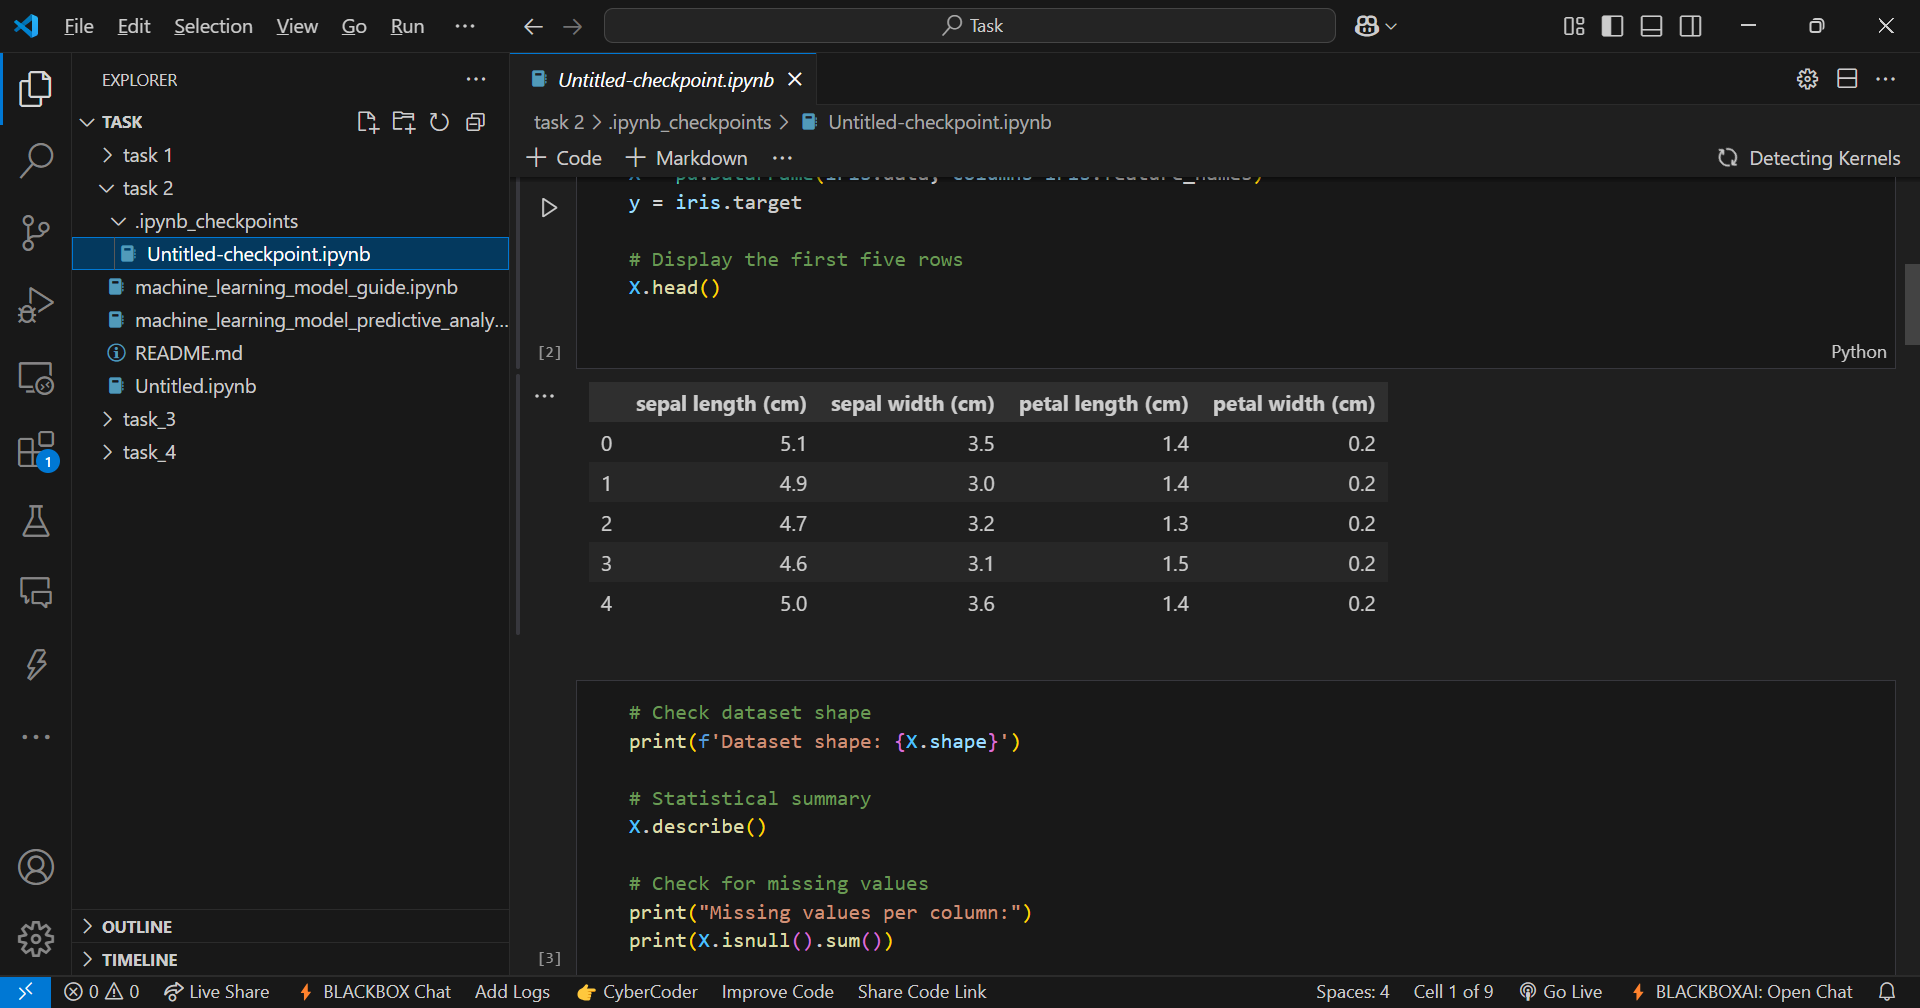 File Edit Selection View Go Run ... Task
EXPLORER ...
TASK
task 1
task 2
.ipynb_checkpoints
Untitled-checkpoint.ipynb
machine_learning_model_guide.ipynb
machine_learning_model_predictive_analy...
README.md
Untitled.ipynb
task_3
task_4
1
OUTLINE
TIMELINE
Untitled-checkpoint.ipynb
task 2 > .ipynb_checkpoints > Untitled-checkpoint.ipynb
+ Code + Markdown ... Detecting Kernels
X = pd.DataFrame(iris.data, columns=iris.feature_names)
y = iris.target
# Display the first five rows
X.head()
[2] Python
sepal length (cm) sepal width (cm) petal length (cm) petal width (cm)
0 5.1 3.5 1.4 0.2
1 4.9 3.0 1.4 0.2
2 4.7 3.2 1.3 0.2
3 4.6 3.1 1.5 0.2
4 5.0 3.6 1.4 0.2
# Check dataset shape
print(f'Dataset shape: {X.shape}')
# Statistical summary
X.describe()
# Check for missing values
print("Missing values per column:")
print(X.isnull().sum())
[3]
0 0 Live Share BLACKBOX Chat Add Logs CyberCoder Improve Code Share Code Link Spaces: 4 Cell 1 of 9 Go Live BLACKBOXAI: Open Chat